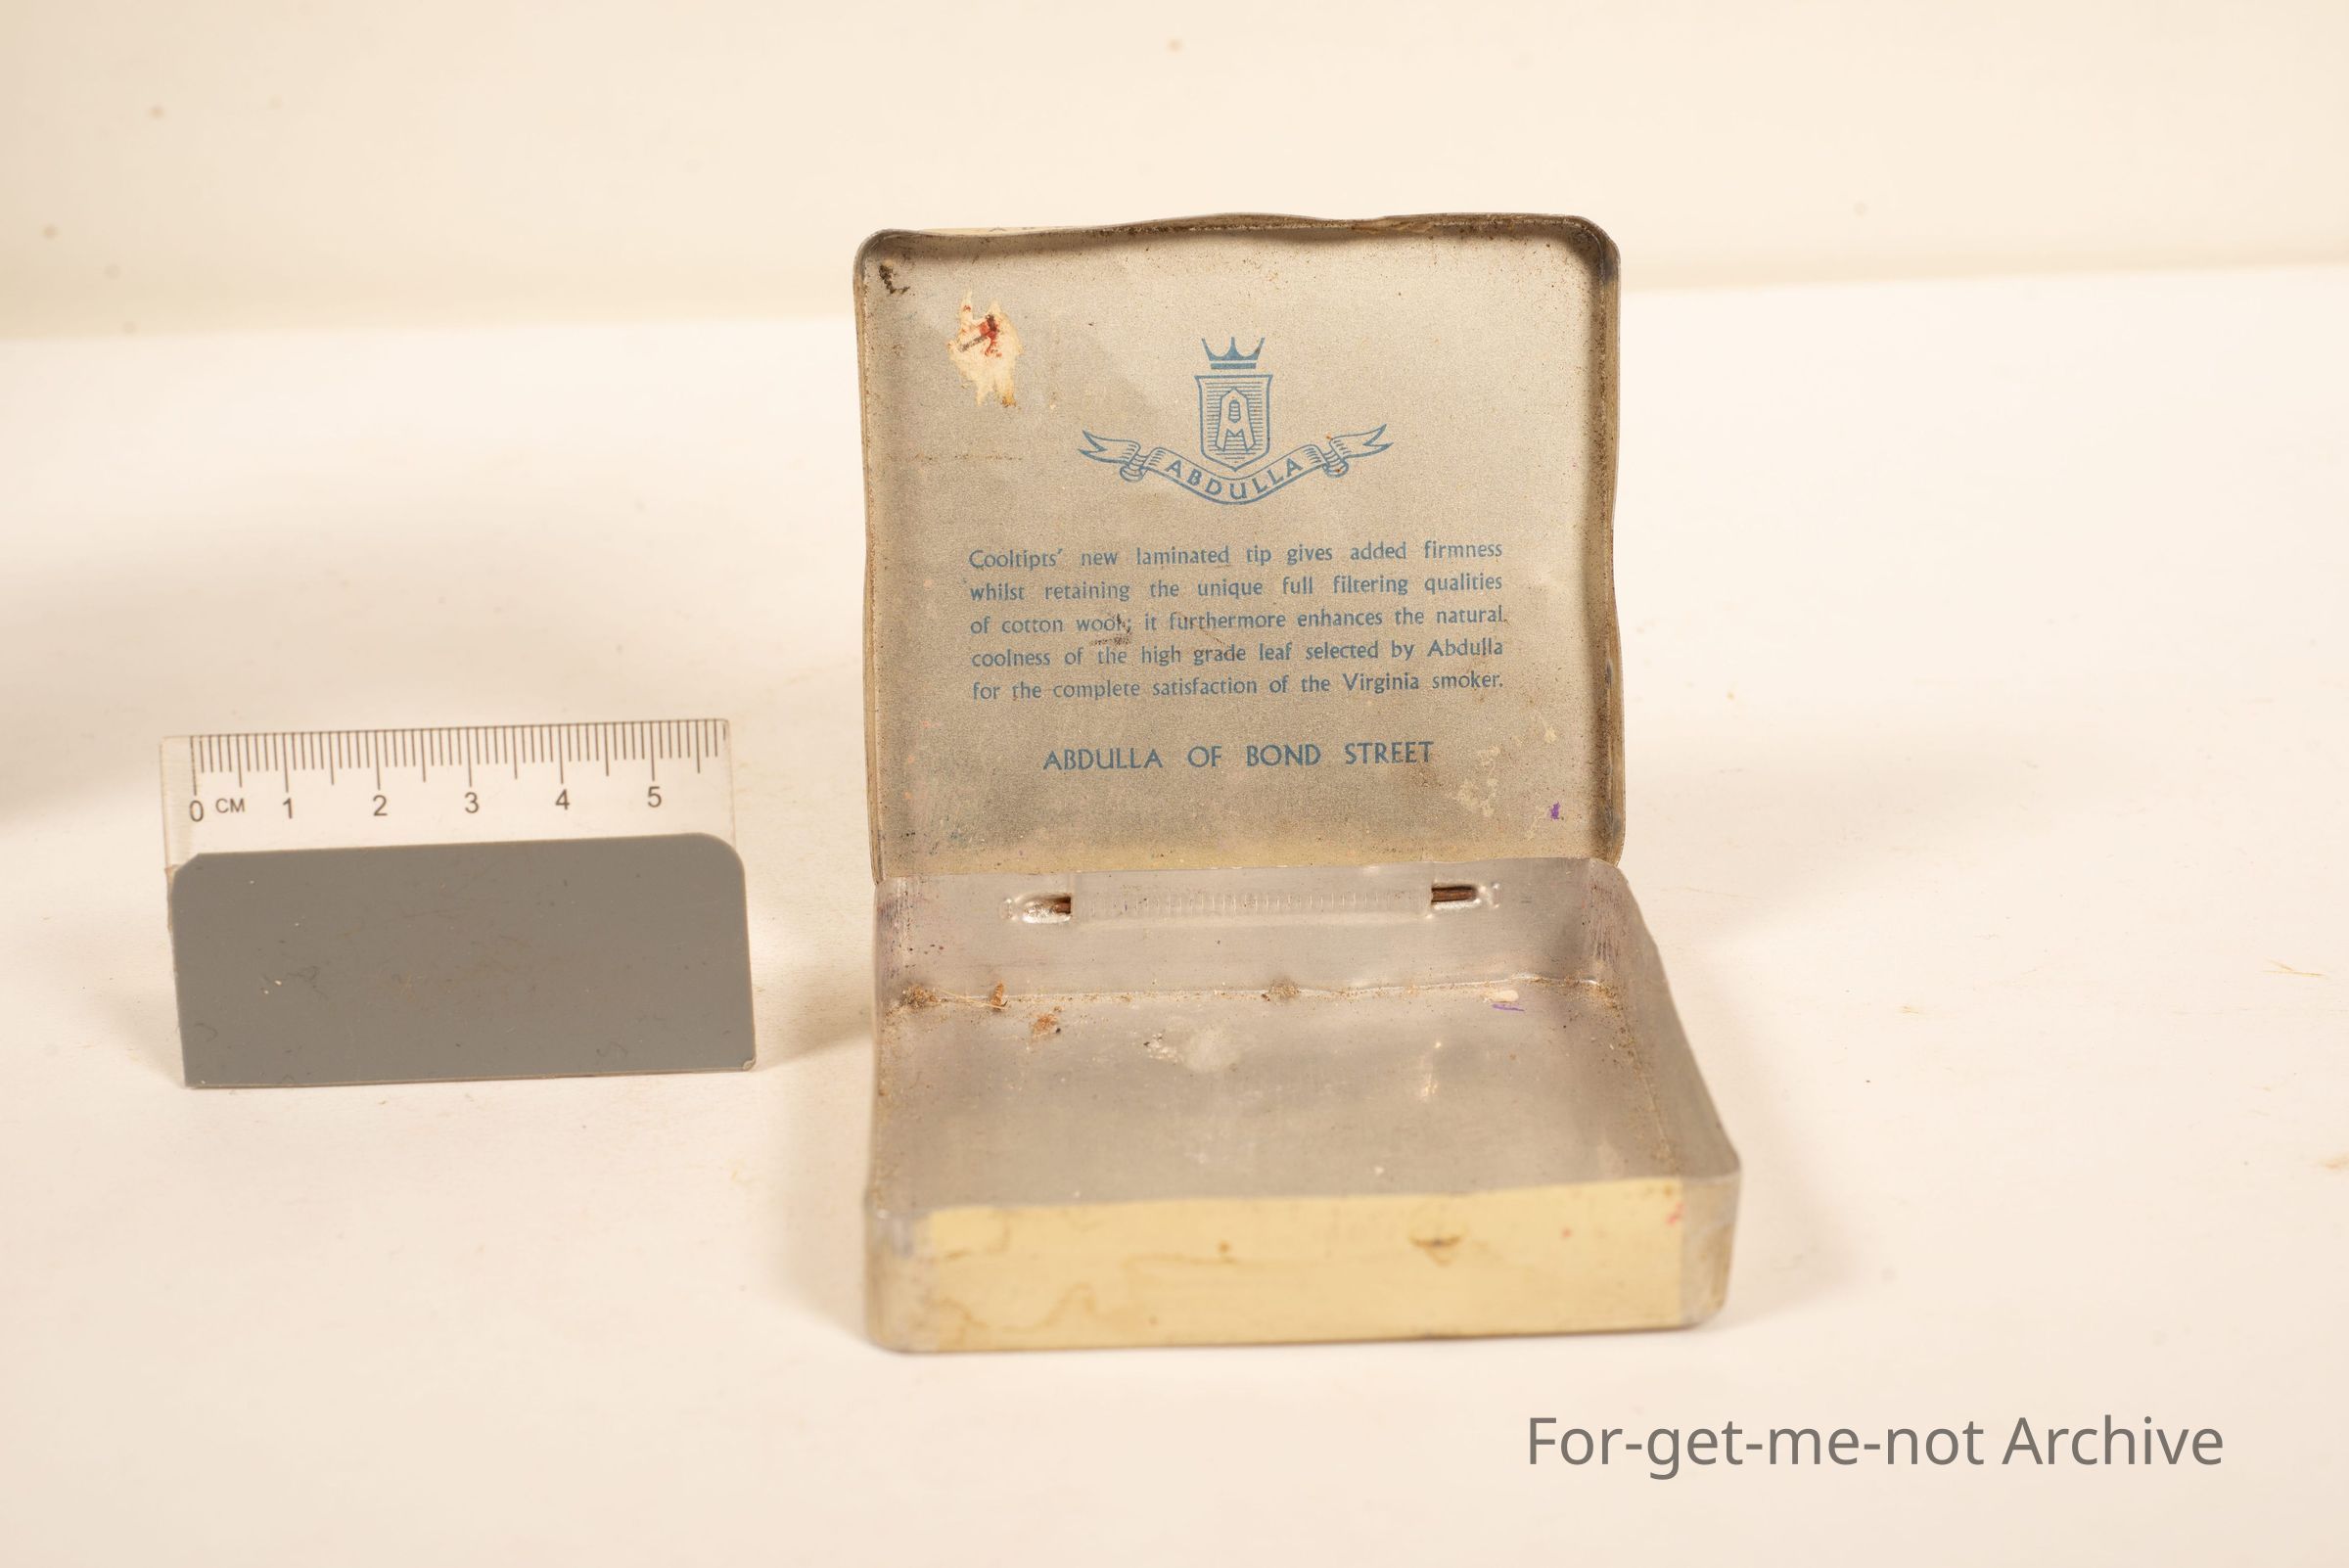 A
ABDULLA
Cooltipts' new laminated tip gives added firmness
whilst retaining the unique full filtering qualities
of cotton wool; it furthermore enhances the natural
coolness of the high grade leaf selected by Abdulla
for the complete satisfaction of the Virginia smoker.
ABDULLA OF BOND STREET
0 CM 1 2 3 4 5
For-get-me-not Archive